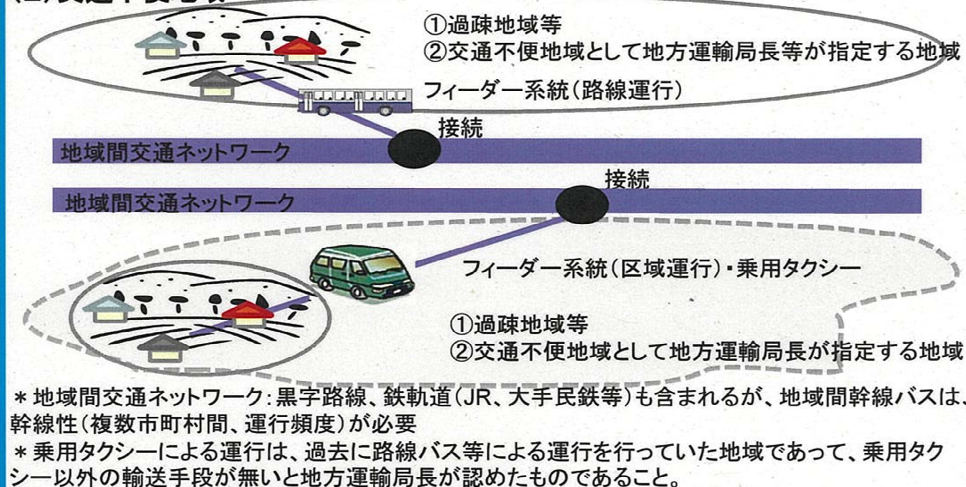 (2)交通不便地域
①過疎地域等
②交通不便地域として地方運輸局長等が指定する地域
フィーダー系統(路線運行)
接続
地域間交通ネットワーク
接続
地域間交通ネットワーク
フィーダー系統(区域運行)・乗用タクシー
①過疎地域等
②交通不便地域として地方運輸局長が指定する地域
*地域間交通ネットワーク:黒字路線、鉄軌道(JR、大手民鉄等)も含まれるが、地域間幹線バスは、
幹線性(複数市町村間、運行頻度)が必要
*乗用タクシーによる運行は、過去に路線バス等による運行を行っていた地域であって、乗用タク
シー以外の輸送手段が無いと地方運輸局長が認めたものであること。